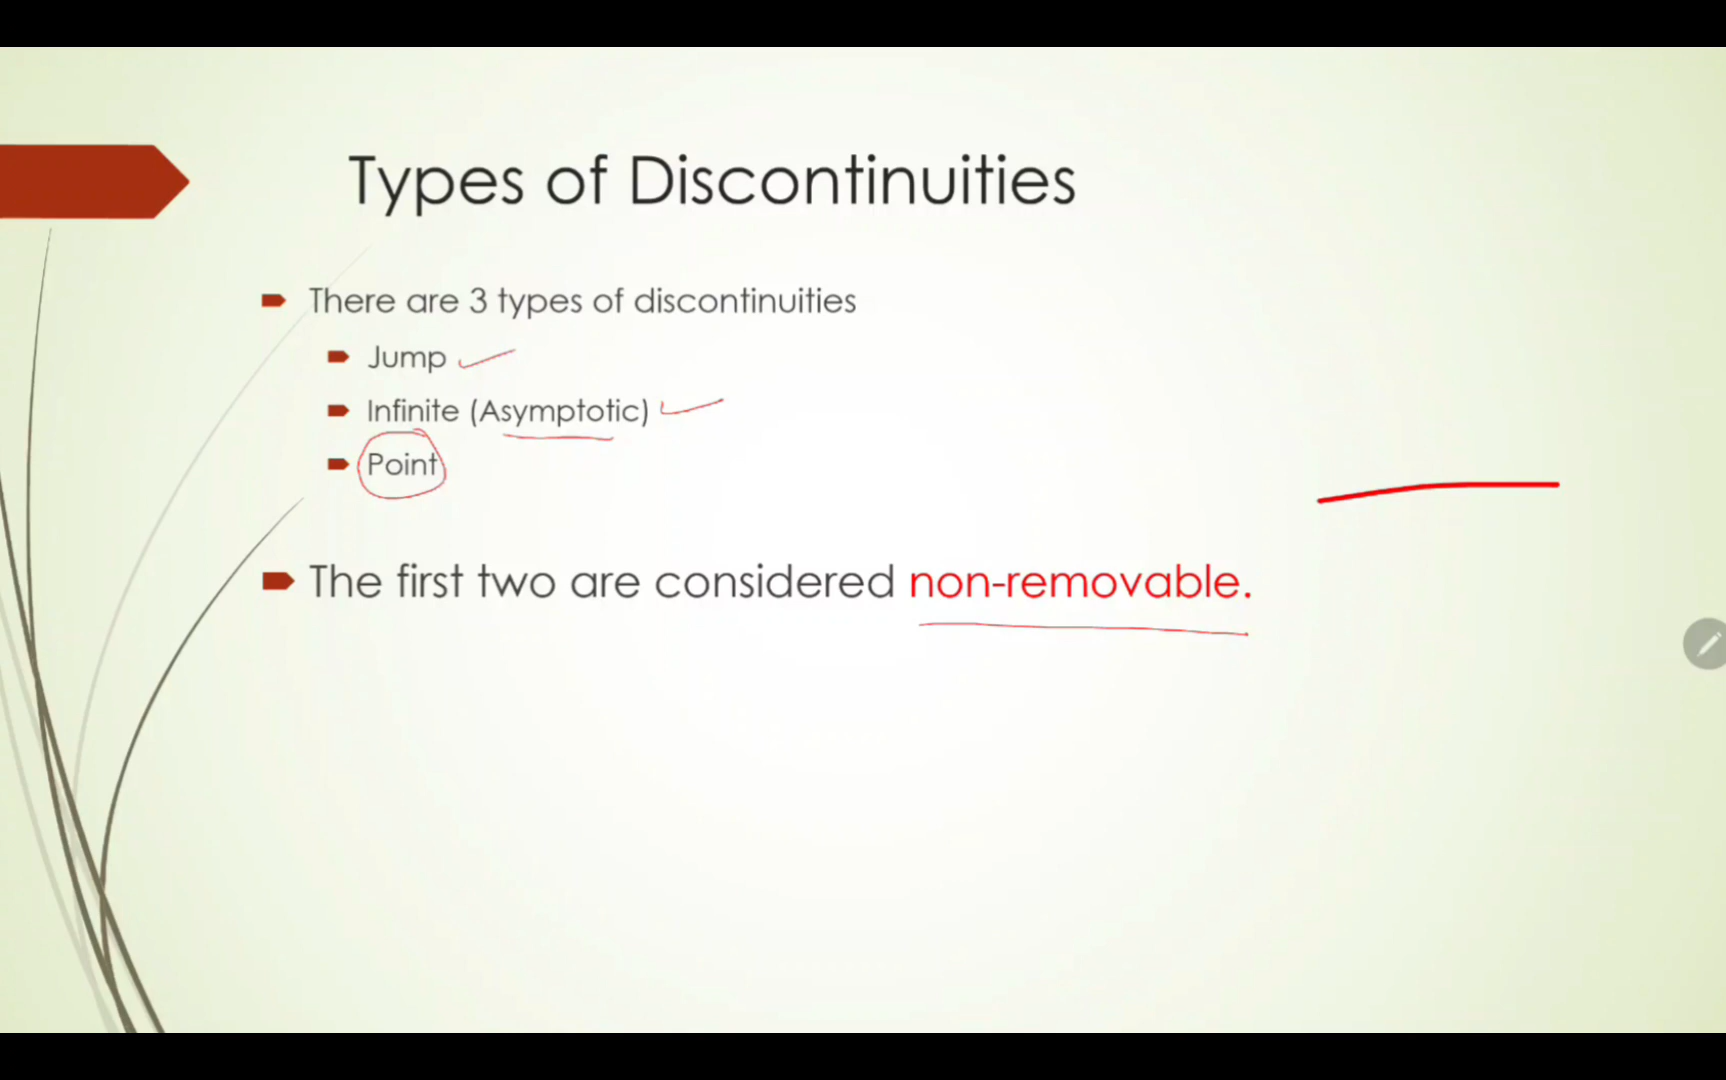 Types of Discontinuities
There are 3 types of discontinuities
Jump
Infinite (Asymptotic)
Point
The first two are considered non-removable.